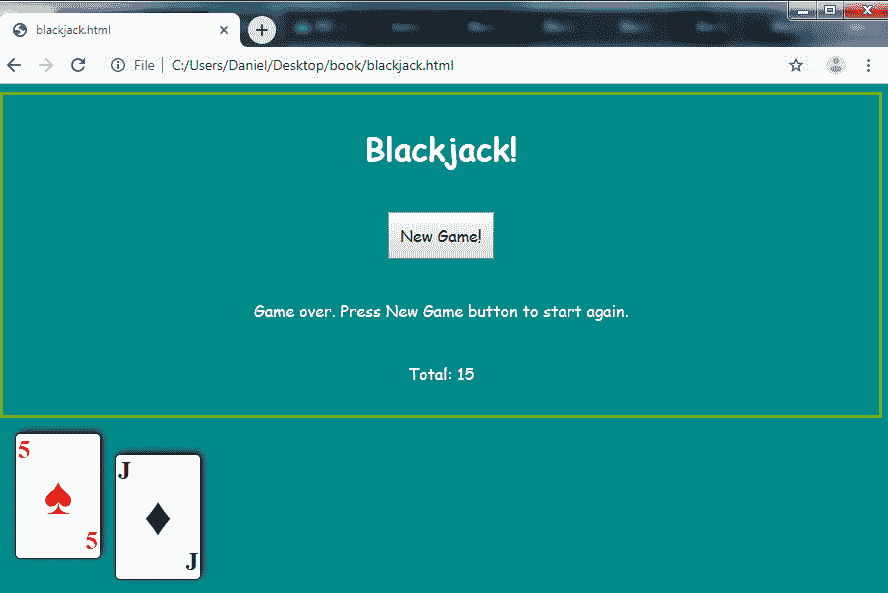 blackjack.html
File | C:/Users/Daniel/Desktop/book/blackjack.html
Blackjack!
New Game!
Game over. Press New Game button to start again.
Total: 15
5
5
J
J